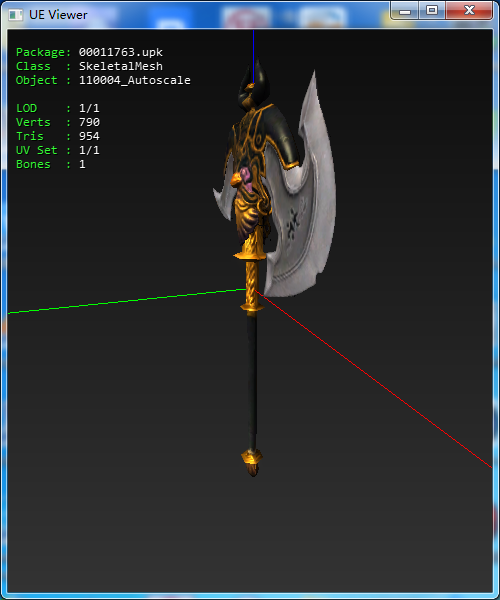 UE Viewer
Package: 00011763.upk
Class : SkeletalMesh
Object : 110004_Autoscale
LOD : 1/1
Verts : 790
Tris : 954
UV Set : 1/1
Bones : 1